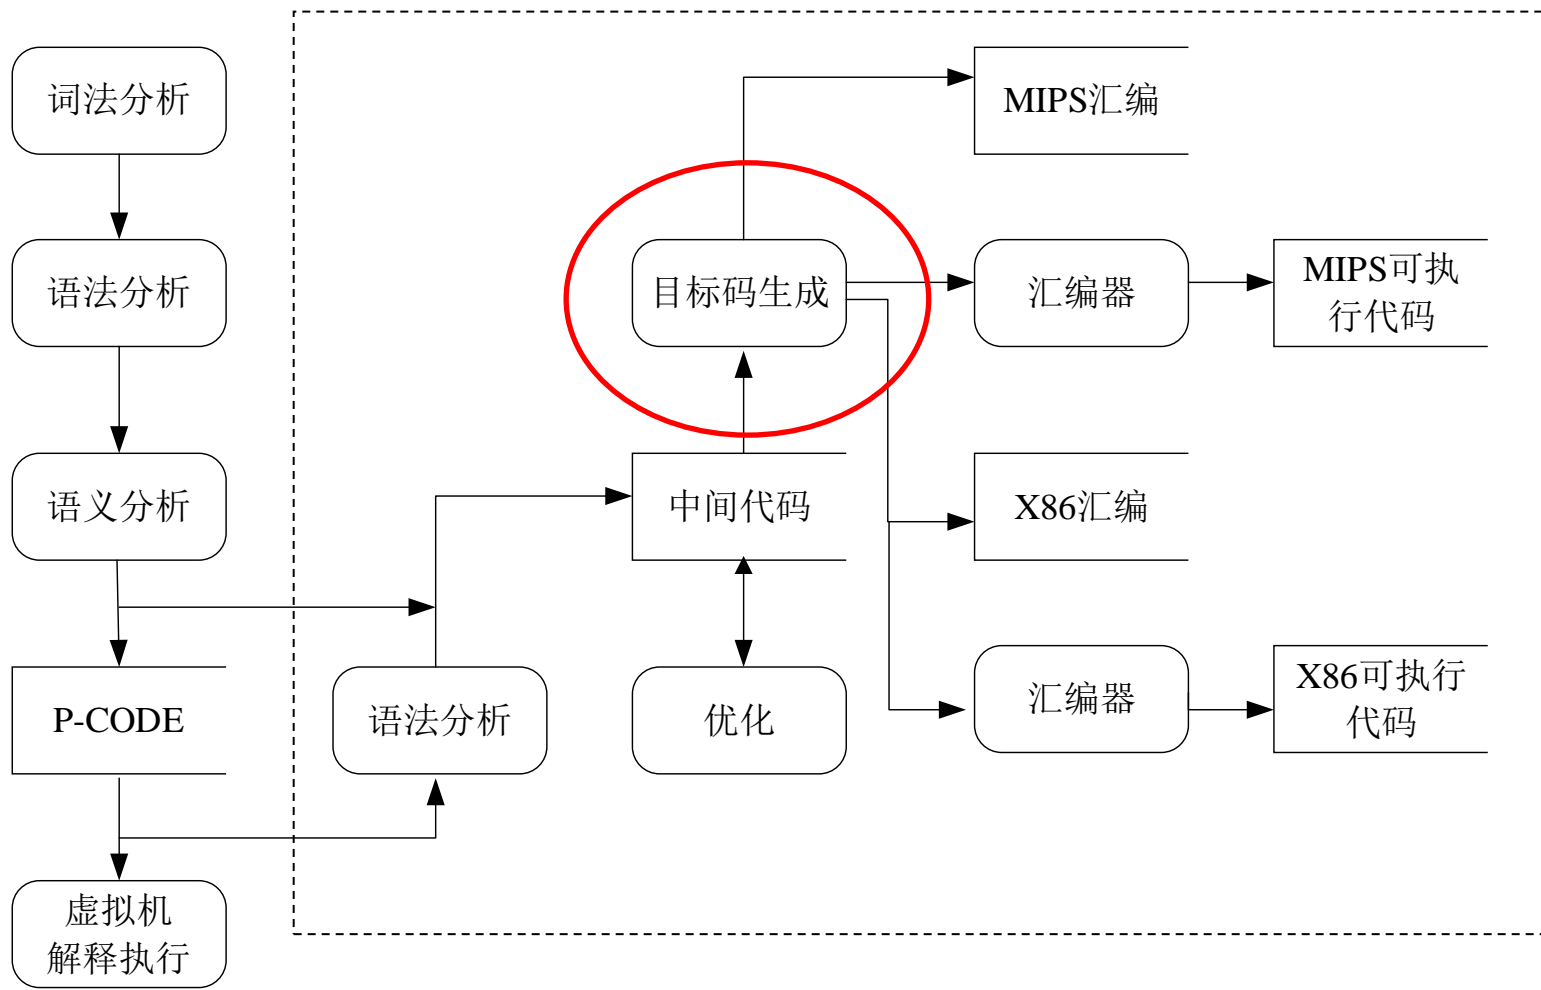 词法分析
MIPS汇编
语法分析
目标码生成
汇编器
MIPS可执
行代码
语义分析
中间代码
X86汇编
P-CODE
语法分析
优化
汇编器
X86可执行
代码
虚拟机
解释执行